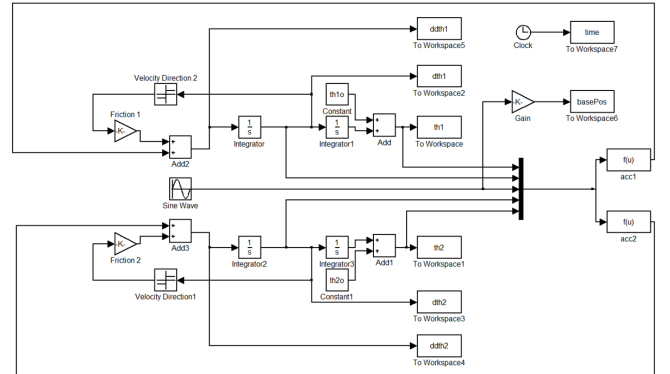 ddth1
time
To Workspace5
Clock
To Workspace7
Velocity Direction 2
dth1
To Workspace2
th1o
Constant
-K-
basePos
Gain
To Workspace6
Friction 1
-K-
+
+
Add2
1
s
Integrator
1
s
Integrator1
+
+
Add
th1
To Workspace
f(u)
acc1
Sine Wave
f(u)
acc2
+
+
Add3
-K-
Friction 2
1
s
Integrator2
1
s
Integrator3
+
+
Add1
th2
To Workspace1
th2o
Constant1
Velocity Direction1
dth2
To Workspace3
ddth2
To Workspace4